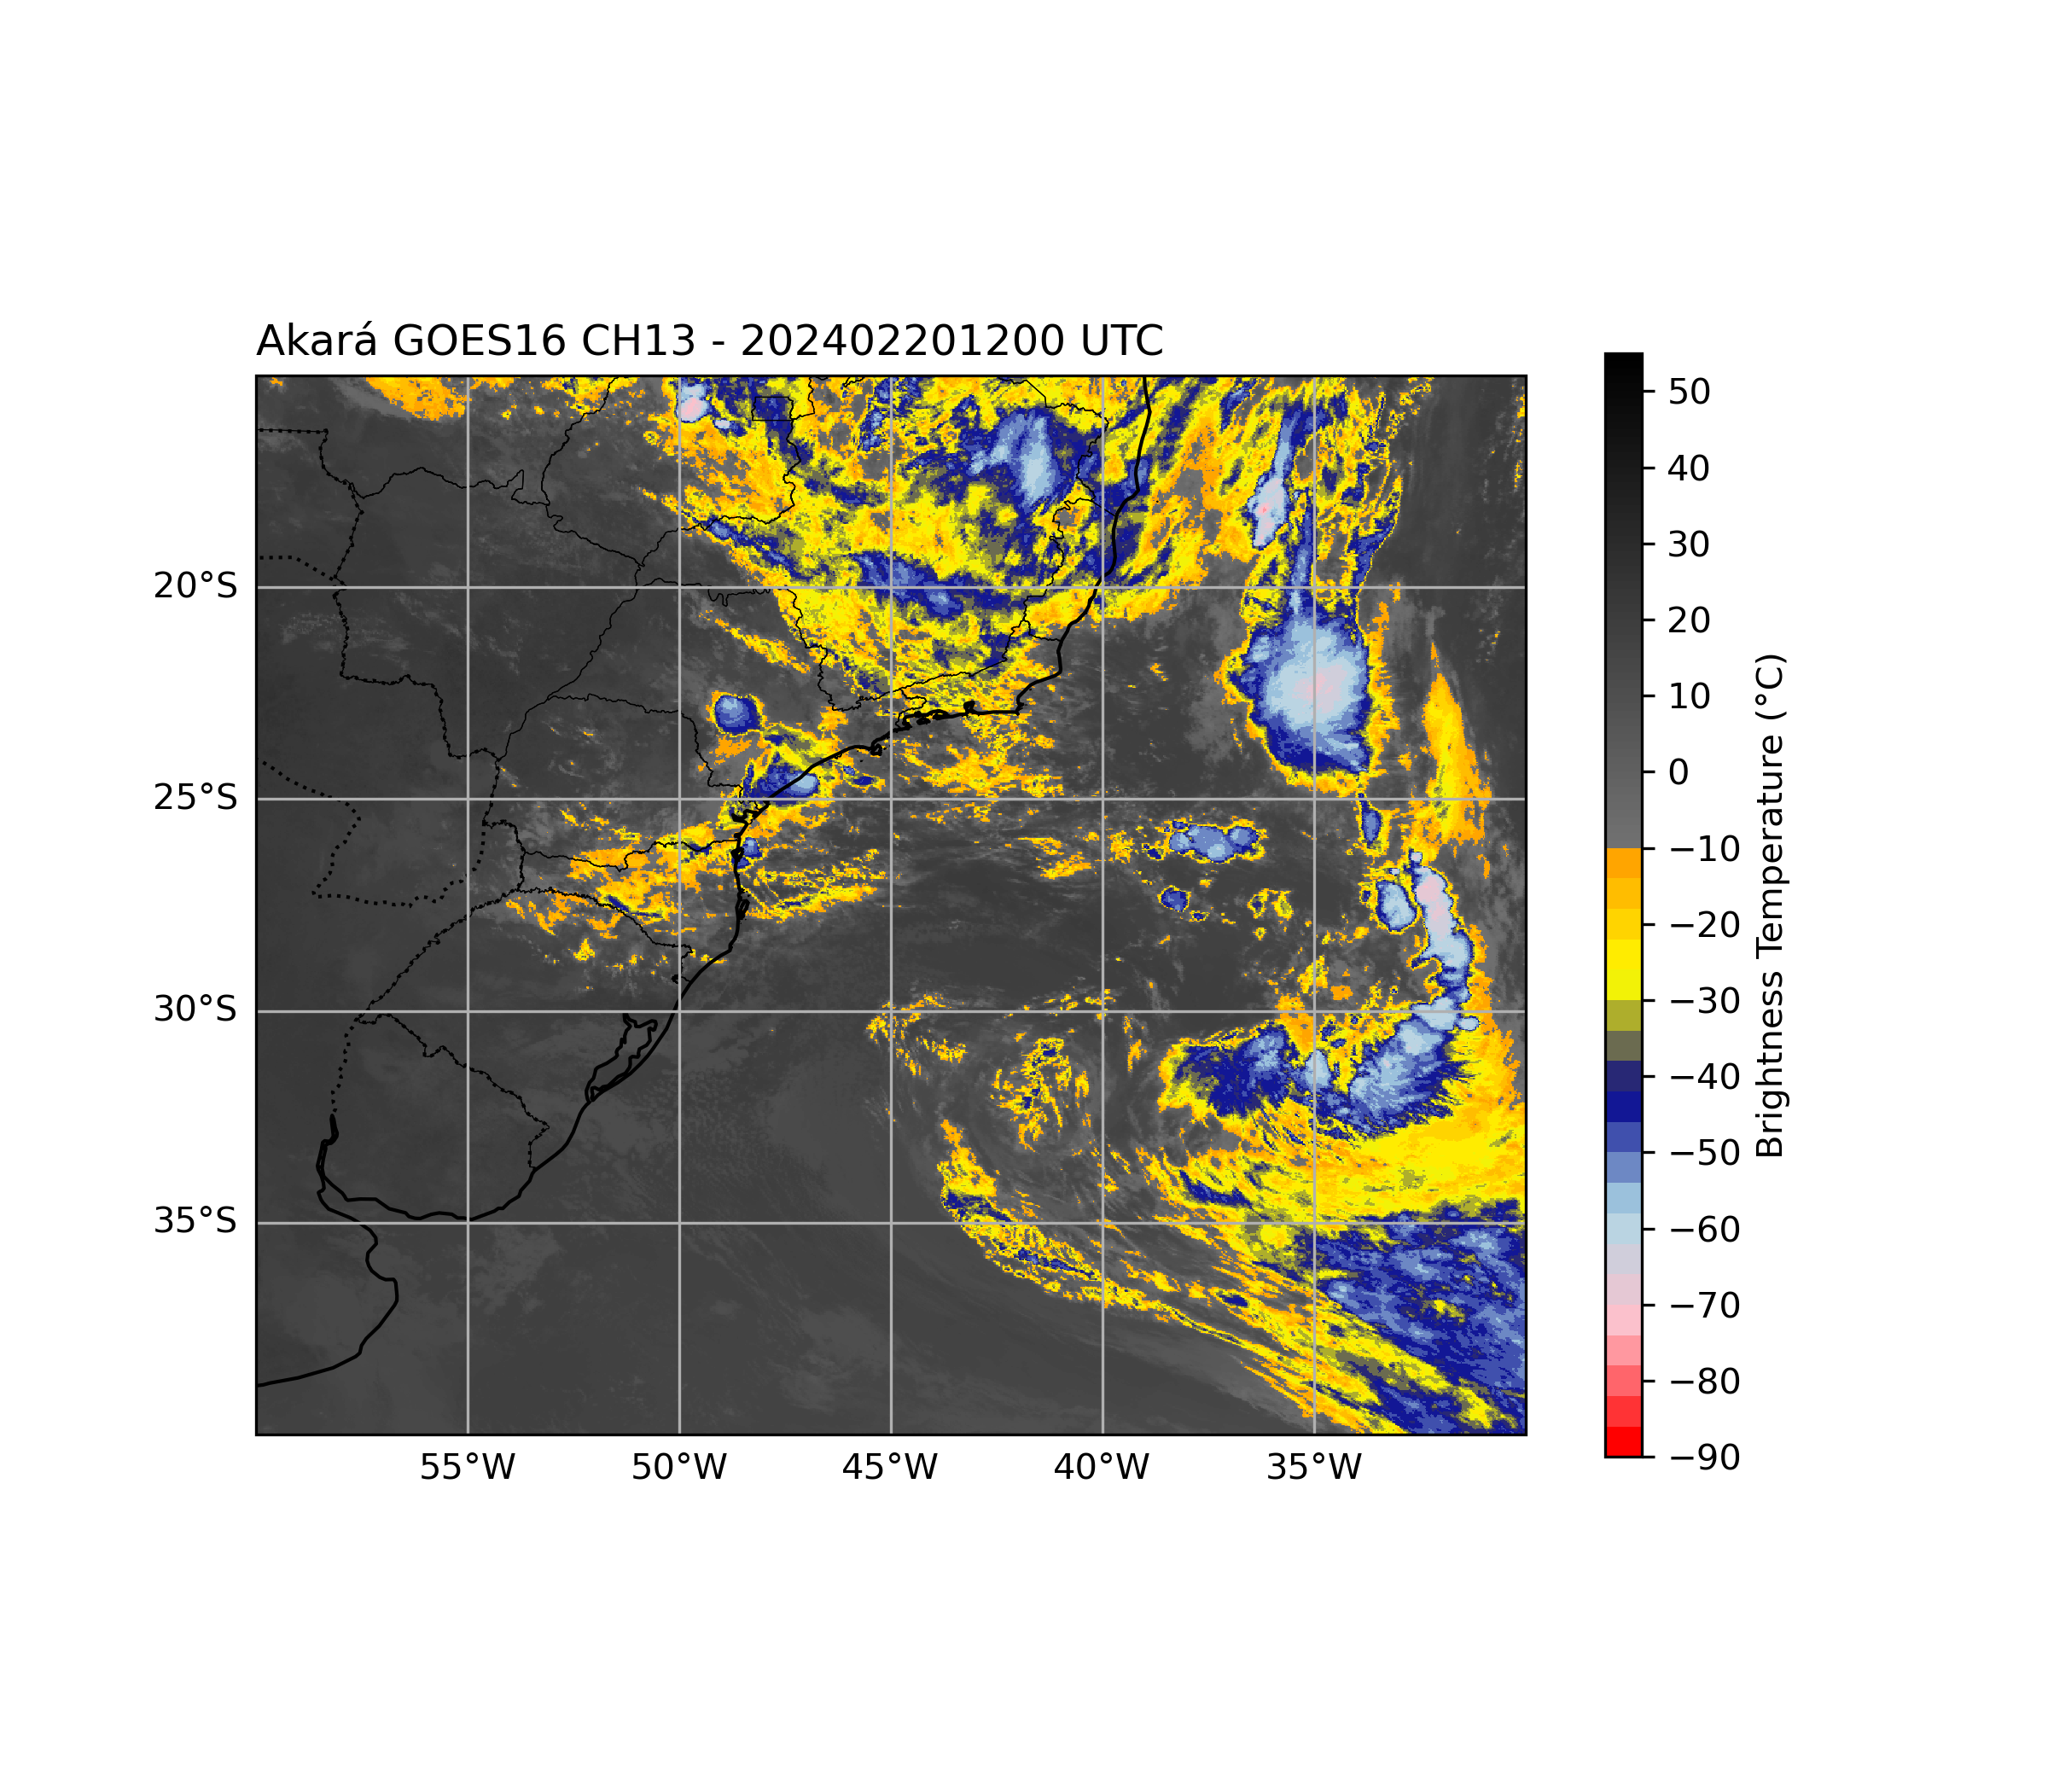 Akará GOES16 CH13 - 202402201200 UTC
20°S
25°S
30°S
35°S
55°W
50°W
45°W
40°W
35°W
50
40
30
20
10
0
−10
−20
−30
−40
−50
−60
−70
−80
−90
Brightness Temperature (°C)